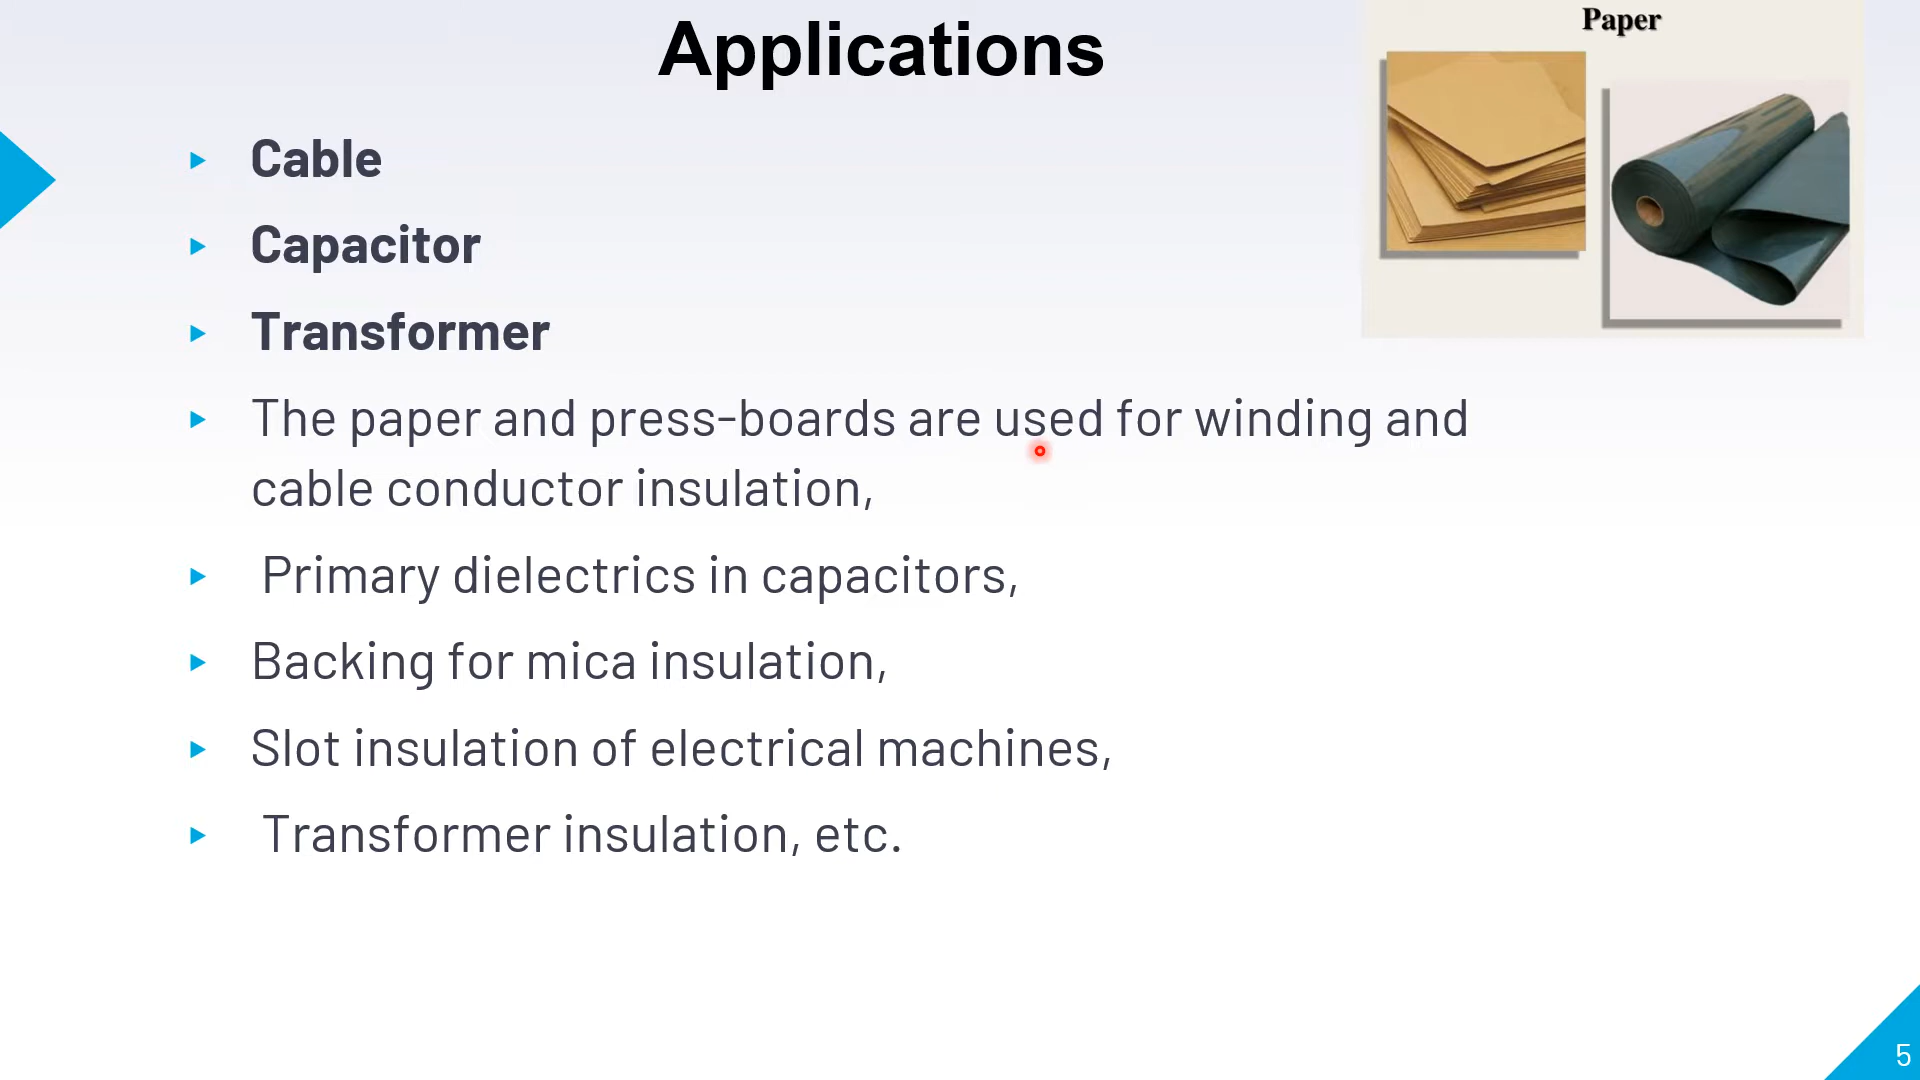 Applications
Paper
Cable
Capacitor
Transformer
The paper and press-boards are used for winding and
cable conductor insulation,
Primary dielectrics in capacitors,
Backing for mica insulation,
Slot insulation of electrical machines,
Transformer insulation, etc.
5